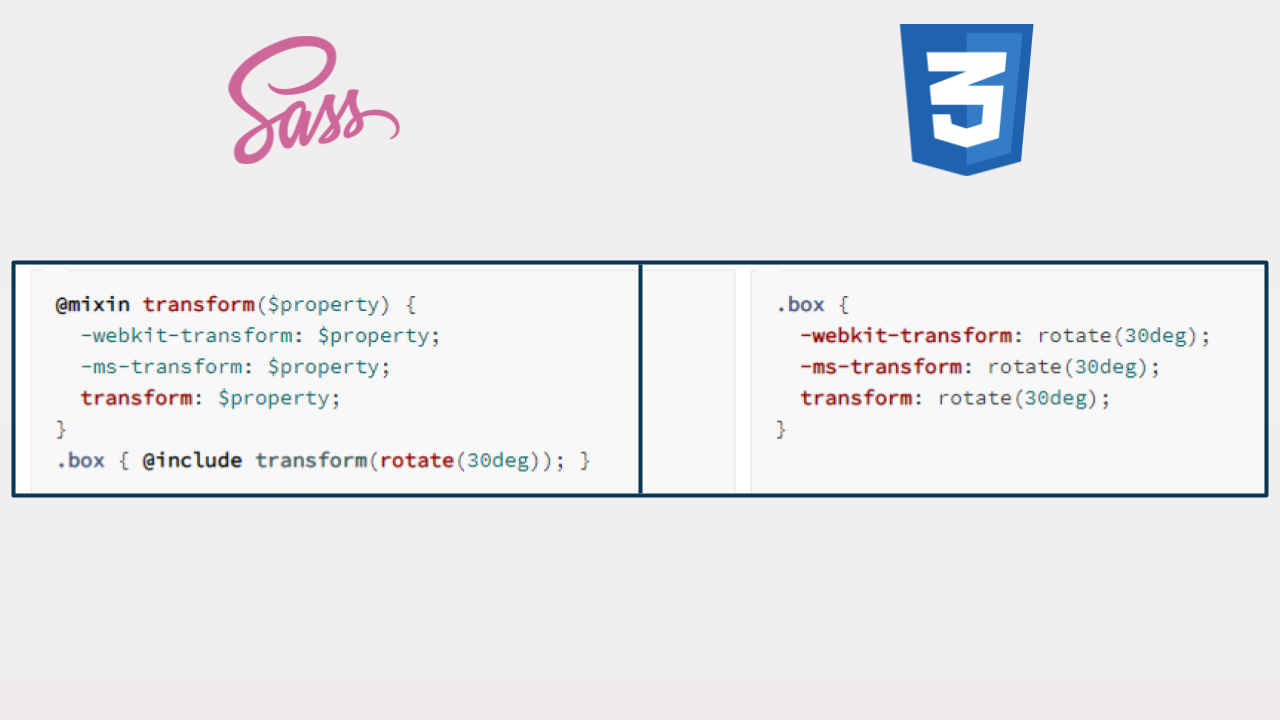 Sass
3
@mixin transform($property) {
  -webkit-transform: $property;
  -ms-transform: $property;
  transform: $property;
}
.box { @include transform(rotate(30deg)); }
.box {
  -webkit-transform: rotate(30deg);
  -ms-transform: rotate(30deg);
  transform: rotate(30deg);
}